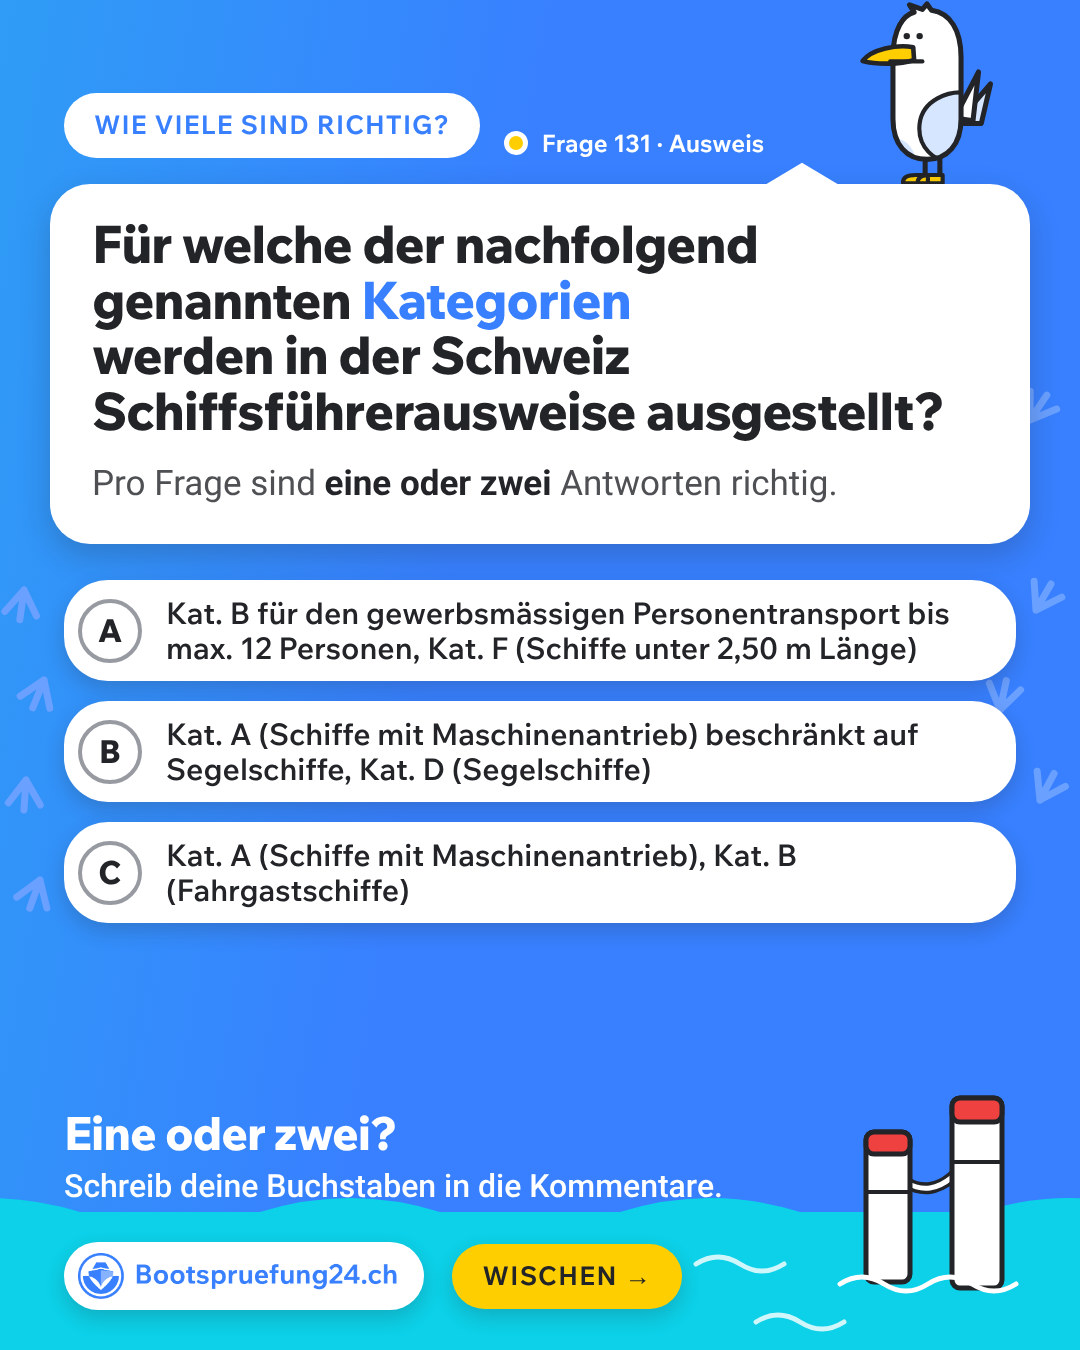 WIE VIELE SIND RICHTIG?
Frage 131 · Ausweis
Für welche der nachfolgend
genannten Kategorien
werden in der Schweiz
Schiffsführerausweise ausgestellt?
Pro Frage sind eine oder zwei Antworten richtig.
A
Kat. B für den gewerbsmässigen Personentransport bis
max. 12 Personen, Kat. F (Schiffe unter 2,50 m Länge)
B
Kat. A (Schiffe mit Maschinenantrieb) beschränkt auf
Segelschiffe, Kat. D (Segelschiffe)
C
Kat. A (Schiffe mit Maschinenantrieb), Kat. B
(Fahrgastschiffe)
Eine oder zwei?
Schreib deine Buchstaben in die Kommentare.
Bootspruefung24.ch
WISCHEN →